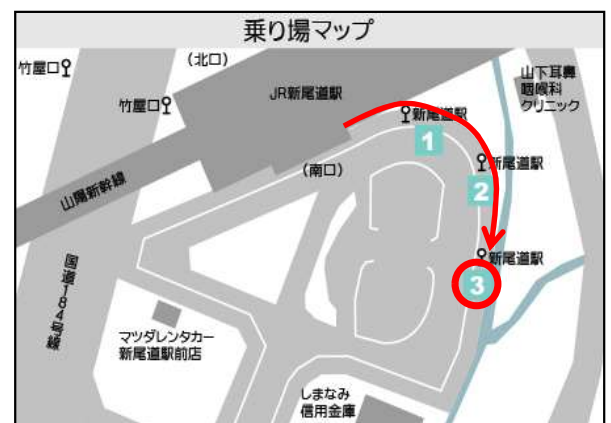 乗り場マップ
竹屋口
(北口)
竹屋口
JR新尾道駅
新尾道駅
1
山下耳鼻
咽喉科
クリニック
(南口)
新尾道駅
2
山陽新幹線
新尾道駅
3
国道184号線
マツダレンタカー
新尾道駅前店
しまなみ
信用金庫